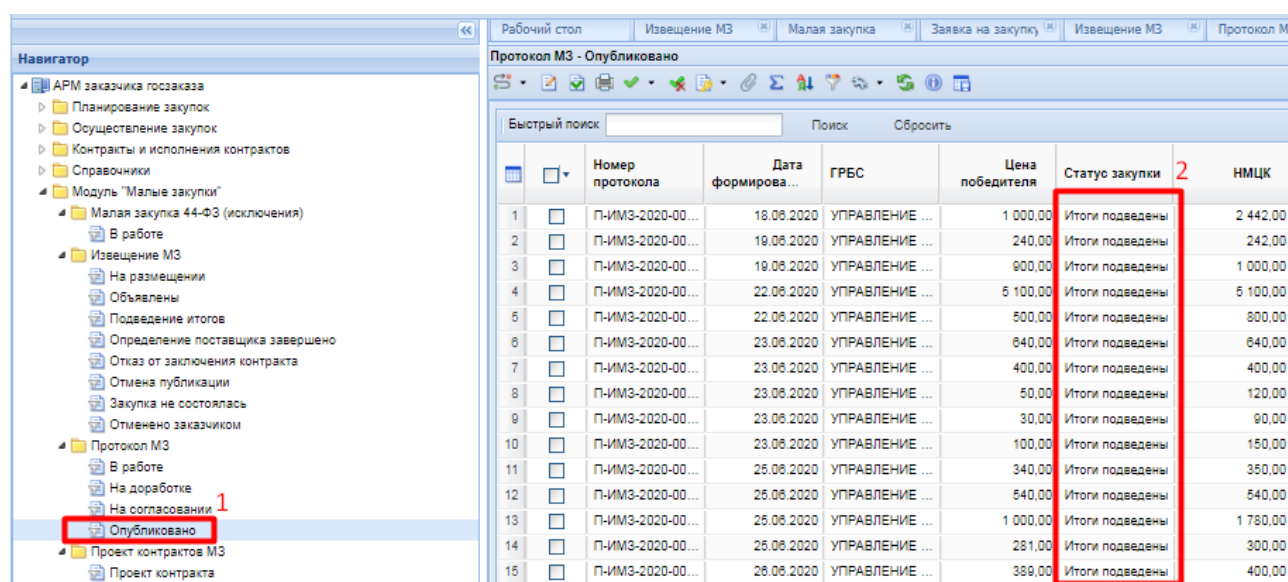 Рабочий стол Извещение МЗ Малая закупка Заявка на закупку Извещение МЗ Протокол М
Навигатор
АРМ заказчика госзаказа
Планирование закупок
Осуществление закупок
Контракты и исполнения контрактов
Справочники
Модуль "Малые закупки"
Малая закупка 44-ФЗ (исключения)
В работе
Извещение МЗ
На размещении
Объявлены
Подведение итогов
Определение поставщика завершено
Отказ от заключения контракта
Отмена публикации
Закупка не состоялась
Отменено заказчиком
Протокол МЗ
В работе
На доработке
На согласовании 1
Опубликовано
Проект контрактов МЗ
Проект контракта
Протокол МЗ - Опубликовано
Быстрый поиск Поиск Сбросить
Номер протокола Дата формирова... ГРБС Цена победителя Статус закупки 2 НМЦК
1 П-ИМЗ-2020-00... 18.06.2020 УПРАВЛЕНИЕ ... 1 000,00 Итоги подведены 2 442,00
2 П-ИМЗ-2020-00... 19.06.2020 УПРАВЛЕНИЕ ... 240,00 Итоги подведены 242,00
3 П-ИМЗ-2020-00... 19.06.2020 УПРАВЛЕНИЕ ... 900,00 Итоги подведены 1 000,00
4 П-ИМЗ-2020-00... 22.06.2020 УПРАВЛЕНИЕ ... 5 100,00 Итоги подведены 5 100,00
5 П-ИМЗ-2020-00... 22.06.2020 УПРАВЛЕНИЕ ... 500,00 Итоги подведены 800,00
6 П-ИМЗ-2020-00... 23.06.2020 УПРАВЛЕНИЕ ... 640,00 Итоги подведены 640,00
7 П-ИМЗ-2020-00... 23.06.2020 УПРАВЛЕНИЕ ... 400,00 Итоги подведены 400,00
8 П-ИМЗ-2020-00... 23.06.2020 УПРАВЛЕНИЕ ... 50,00 Итоги подведены 120,00
9 П-ИМЗ-2020-00... 23.06.2020 УПРАВЛЕНИЕ ... 30,00 Итоги подведены 90,00
10 П-ИМЗ-2020-00... 23.06.2020 УПРАВЛЕНИЕ ... 100,00 Итоги подведены 150,00
11 П-ИМЗ-2020-00... 25.06.2020 УПРАВЛЕНИЕ ... 340,00 Итоги подведены 350,00
12 П-ИМЗ-2020-00... 25.06.2020 УПРАВЛЕНИЕ ... 540,00 Итоги подведены 540,00
13 П-ИМЗ-2020-00... 25.06.2020 УПРАВЛЕНИЕ ... 1 000,00 Итоги подведены 1 780,00
14 П-ИМЗ-2020-00... 25.06.2020 УПРАВЛЕНИЕ ... 281,00 Итоги подведены 300,00
15 П-ИМЗ-2020-00... 26.06.2020 УПРАВЛЕНИЕ ... 389,00 Итоги подведены 400,00